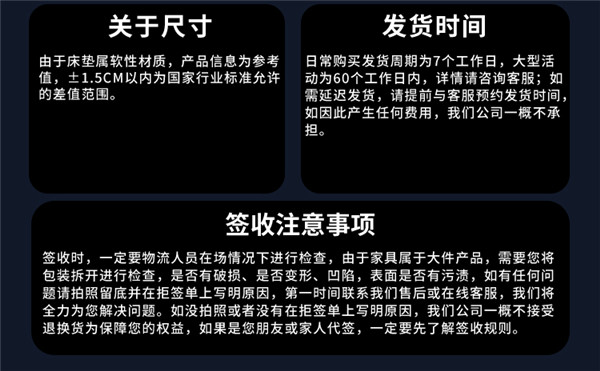 关于尺寸
由于床垫属软性材质，产品信息为参考
值，±1.5CM以内为国家行业标准允许
的差值范围。
发货时间
日常购买发货周期为7个工作日，大型活
动为60个工作日内，详情请咨询客服；如
需延迟发货，请提前与客服预约发货时间，
如因此产生任何费用，我们公司一概不承
担。
签收注意事项
签收时，一定要物流人员在场情况下进行检查，由于家具属于大件产品，需要您将
包装拆开进行检查，是否有破损、是否变形、凹陷，表面是否有污渍，如有任何问
题请拍照留底并在拒签单上写明原因，第一时间联系我们售后或在线客服，我们将
全力为您解决问题。如没拍照或者没有在拒签单上写明原因，我们公司一概不接受
退换货为保障您的权益，如果是您朋友或家人代签，一定要先了解签收规则。